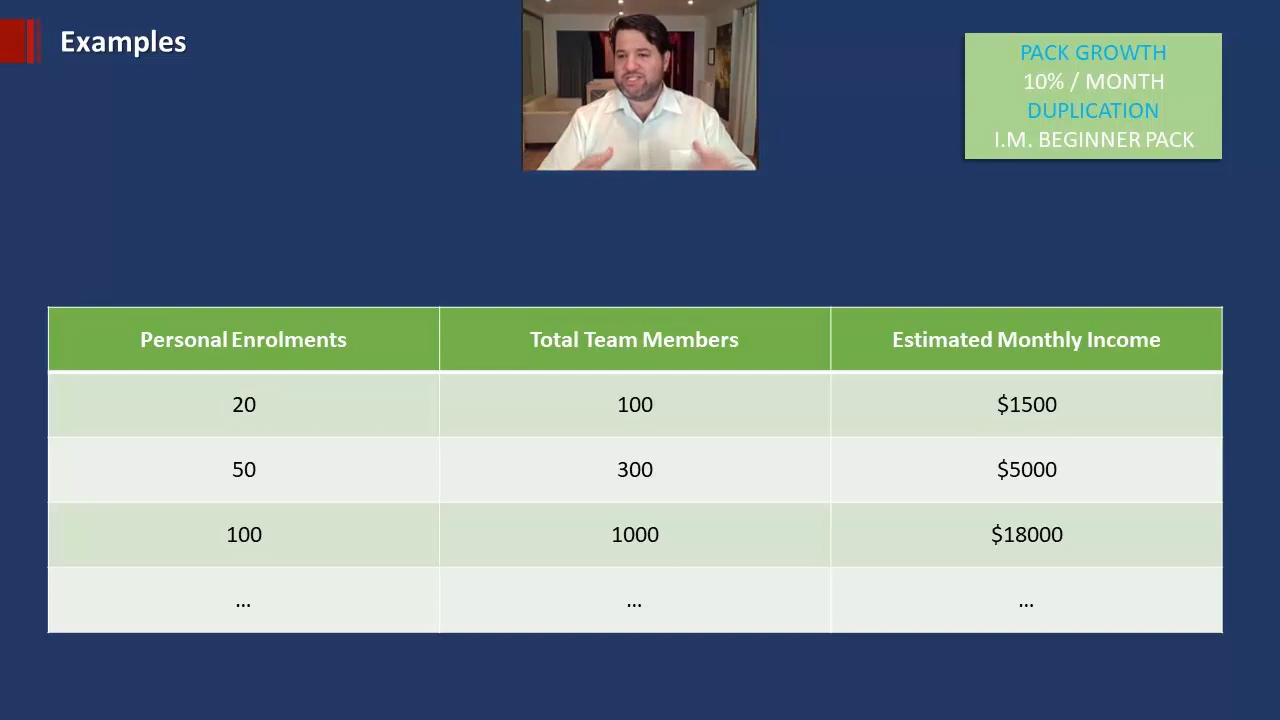 Examples
PACK GROWTH
10% / MONTH
DUPLICATION
I.M. BEGINNER PACK
Personal Enrolments Total Team Members Estimated Monthly Income
20 100 $1500
50 300 $5000
100 1000 $18000
... ... ...